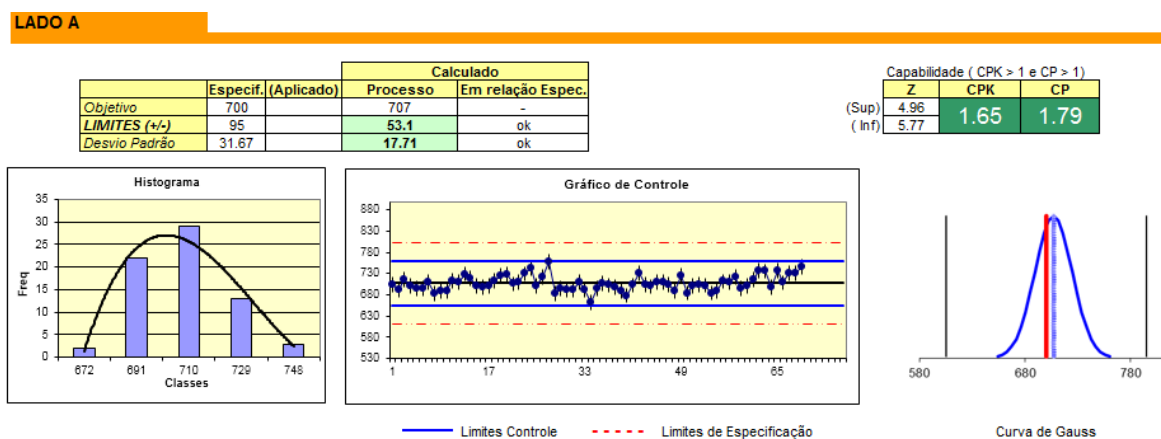 LADO A
Calculado
Especif. (Aplicado) Processo Em relação Espec.
Objetivo 700 707 -
LIMITES (+/-) 95 53.1 ok
Desvio Padrão 31.67 17.71 ok
Capabilidade ( CPK > 1 e CP > 1)
Z CPK CP
(Sup) 4.96 1.65 1.79
( Inf) 5.77
Histograma
35
30
25
20
15
10
5
0
Freq
672 691 710 729 748
Classes
Gráfico de Controle
880
830
780
730
680
630
580
530
1 17 33 49 65
Limites Controle Limites de Especificação
580 680 780
Curva de Gauss